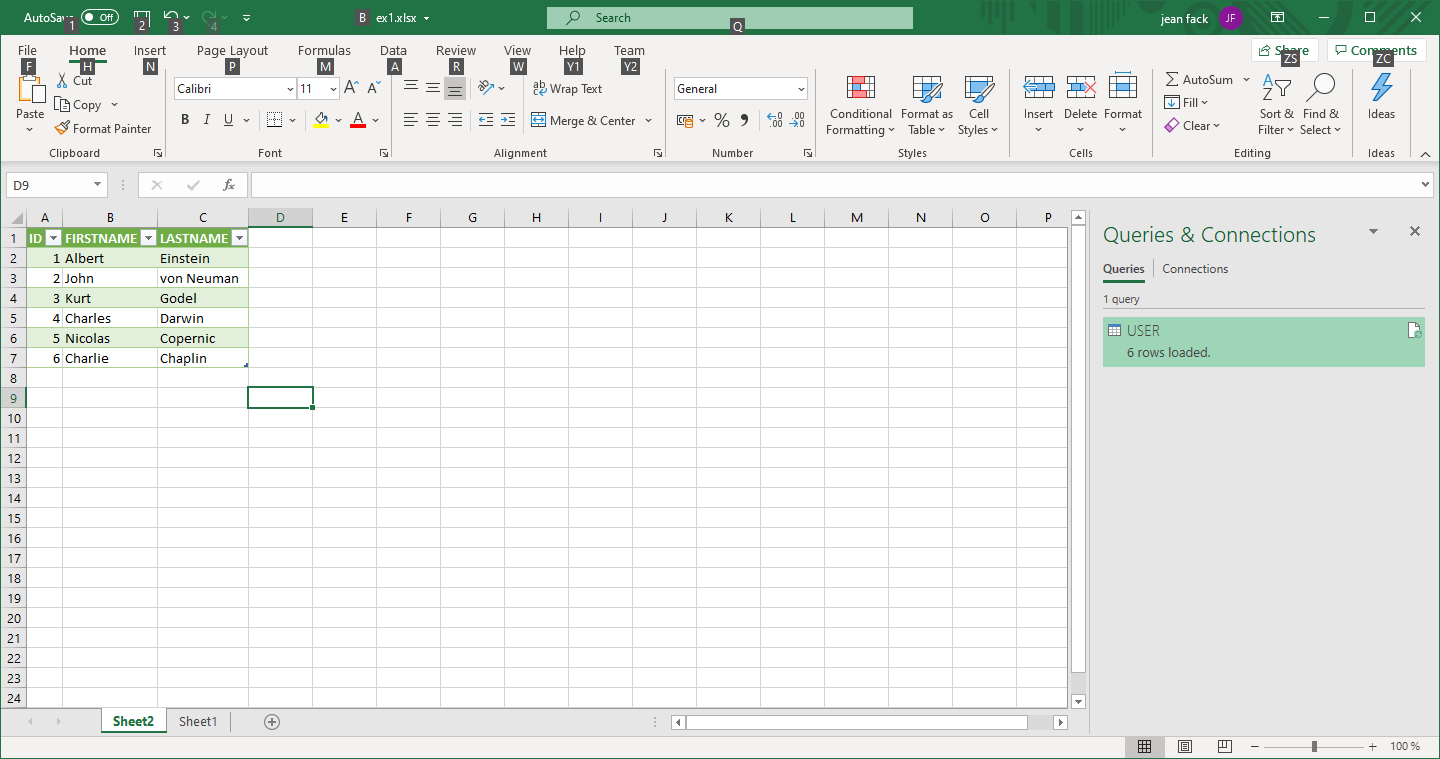 AutoSave Off 1 2 3 4 B ex1.xlsx Search Q jean fack JF
File Home Insert Page Layout Formulas Data Review View Help Team Share Comments
F H N P M A R W Y1 Y2 ZS ZC
Paste Cut Copy Format Painter
Clipboard
Calibri 11
B I U A
Font
ab Wrap Text
Merge & Center
Alignment
General
%
Number
Conditional Formatting
Format as Table
Cell Styles
Styles
Insert Delete Format
Cells
AutoSum
Fill
Clear
Sort & Filter
Find & Select
Editing
Ideas
Ideas
D9 fx
A B C D E F G H I J K L M N O P
1 ID FIRSTNAME LASTNAME
2 1 Albert Einstein
3 2 John von Neuman
4 3 Kurt Godel
5 4 Charles Darwin
6 5 Nicolas Copernic
7 6 Charlie Chaplin
8
9
10
11
12
13
14
15
16
17
18
19
20
21
22
23
24
Queries & Connections
Queries Connections
1 query
USER
6 rows loaded.
Sheet2 Sheet1
100 %